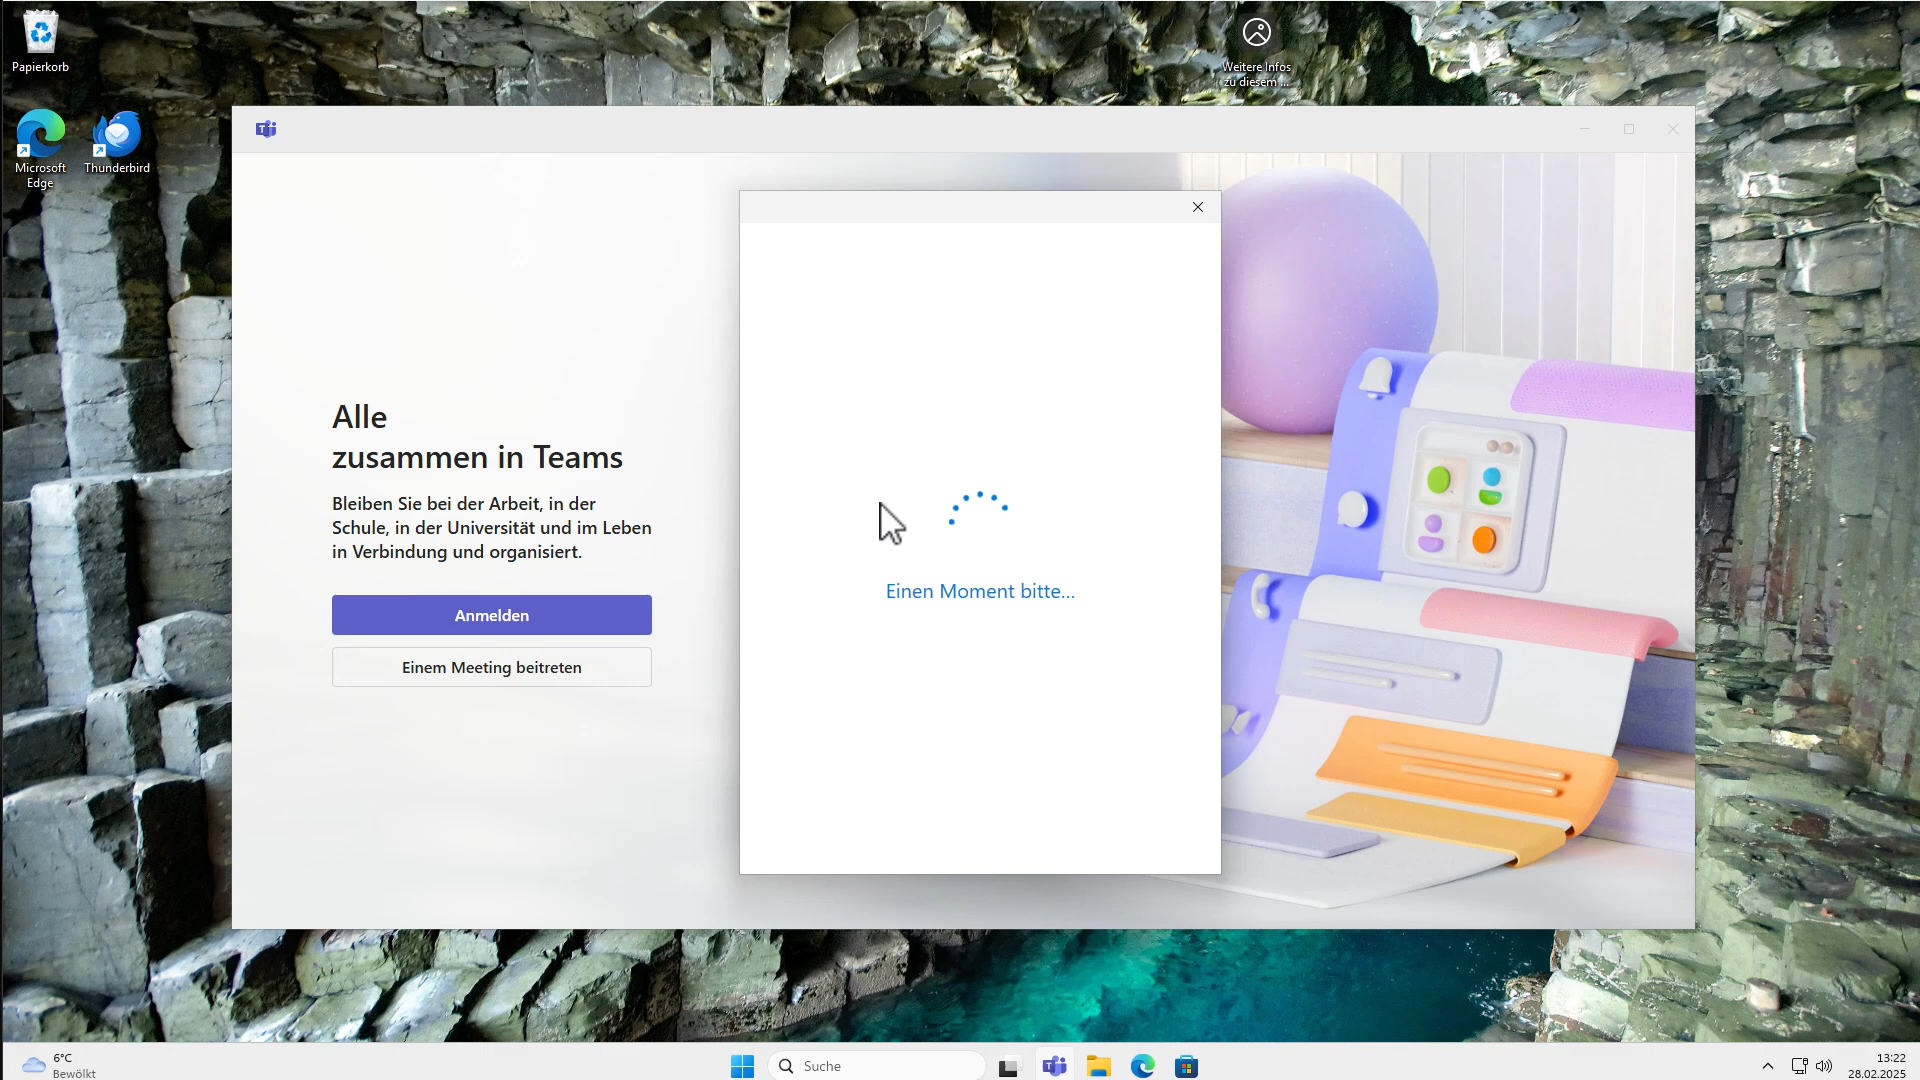 Papierkorb
Weitere Infos
zu diesem ...
Microsoft
Edge
Thunderbird
Alle
zusammen in Teams
Bleiben Sie bei der Arbeit, in der
Schule, in der Universität und im Leben
in Verbindung und organisiert.
Anmelden
Einem Meeting beitreten
Einen Moment bitte...
6°C
Bewölkt
Suche
13:22
28.02.2025